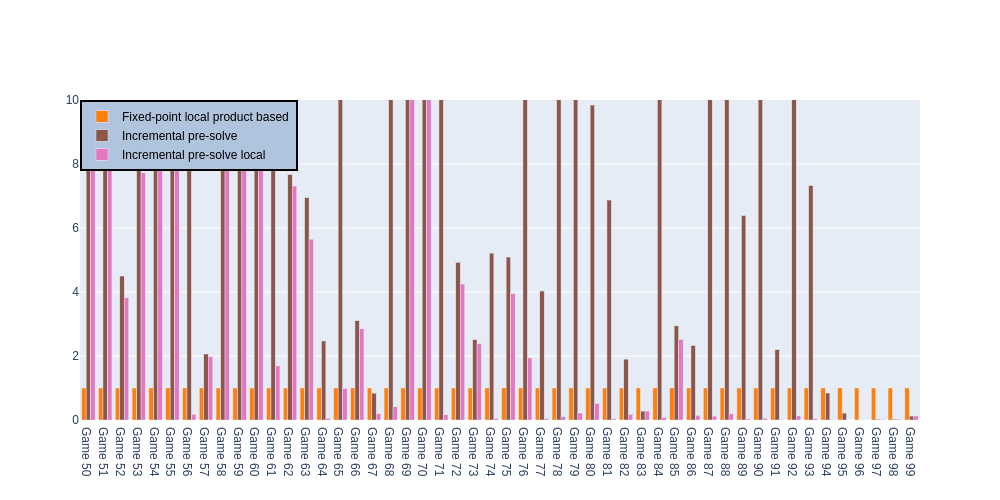 10
8
6
4
2
0
Fixed-point local product based
Incremental pre-solve
Incremental pre-solve local
Game 50
Game 51
Game 52
Game 53
Game 54
Game 55
Game 56
Game 57
Game 58
Game 59
Game 60
Game 61
Game 62
Game 63
Game 64
Game 65
Game 66
Game 67
Game 68
Game 69
Game 70
Game 71
Game 72
Game 73
Game 74
Game 75
Game 76
Game 77
Game 78
Game 79
Game 80
Game 81
Game 82
Game 83
Game 84
Game 85
Game 86
Game 87
Game 88
Game 89
Game 90
Game 91
Game 92
Game 93
Game 94
Game 95
Game 96
Game 97
Game 98
Game 99